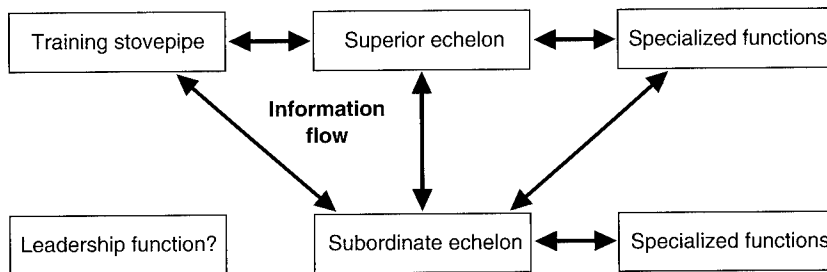 Training stovepipe
Superior echelon
Specialized functions
Information
flow
Leadership function?
Subordinate echelon
Specialized functions